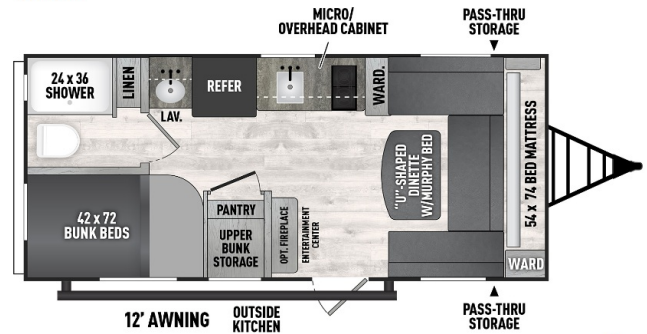 MICRO/
OVERHEAD CABINET
PASS-THRU
STORAGE
24 x 36
SHOWER
LINEN
LAV.
REFER
WARD.
"U"-SHAPED
DINETTE
W/MURPHY BED
54 x 74 BED MATTRESS
42 x 72
BUNK BEDS
PANTRY
UPPER
BUNK
STORAGE
OPT. FIREPLACE
ENTERTAINMENT
CENTER
WARD
12' AWNING
OUTSIDE
KITCHEN
PASS-THRU
STORAGE